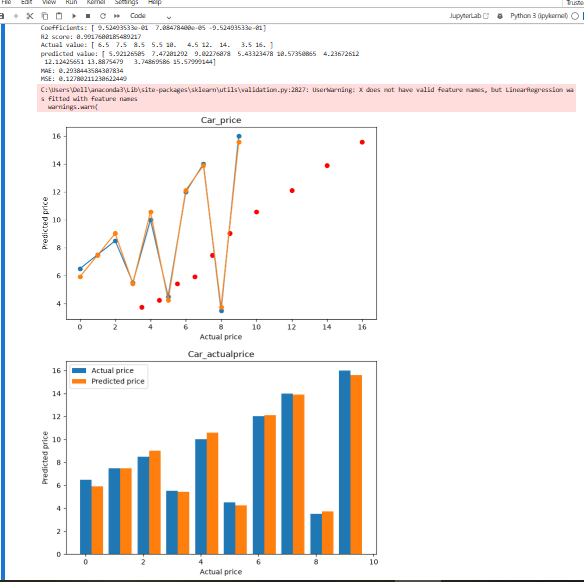 File Edit View Run Kernel Settings Help Truste
Code JupyterLab Python 3 (ipykernel)
Coefficients: [ 9.52493533e-01 7.08478400e-05 -9.52493533e-01]
R2 score: 0.9917600185489217
Actual value: [ 6.5 7.5 8.5 5.5 10. 4.5 12. 14. 3.5 16. ]
predicted value: [ 5.92126505 7.47201292 9.02276078 5.43323478 10.57350865 4.23672612
12.12425651 13.8875479 3.74869586 15.57999144]
MAE: 0.2938443584307834
MSE: 0.12780211230622449
C:\Users\Dell\anaconda3\Lib\site-packages\sklearn\utils\validation.py:2827: UserWarning: X does not have valid feature names, but LinearRegression wa
s fitted with feature names
warnings.warn(
Car_price
16
14
12
10
8
6
4
Predicted price
0 2 4 6 8 10 12 14 16
Actual price
Car_actualprice
Actual price
Predicted price
16
14
12
10
8
6
4
2
0
Predicted price
0 2 4 6 8 10
Actual price